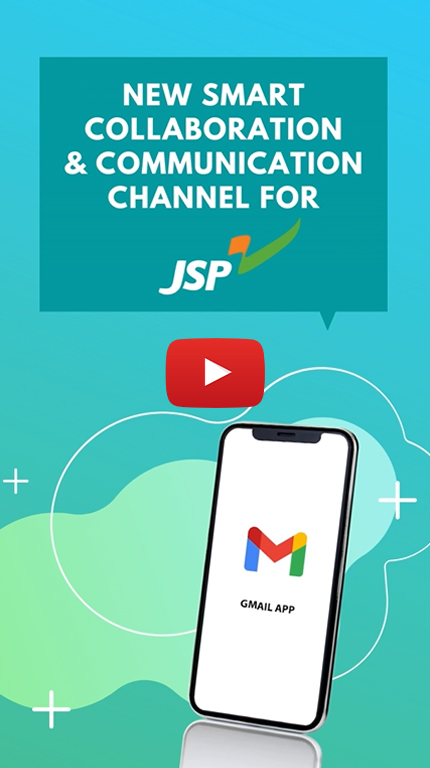 NEW SMART
COLLABORATION
& COMMUNICATION
CHANNEL FOR
JSP
GMAIL APP